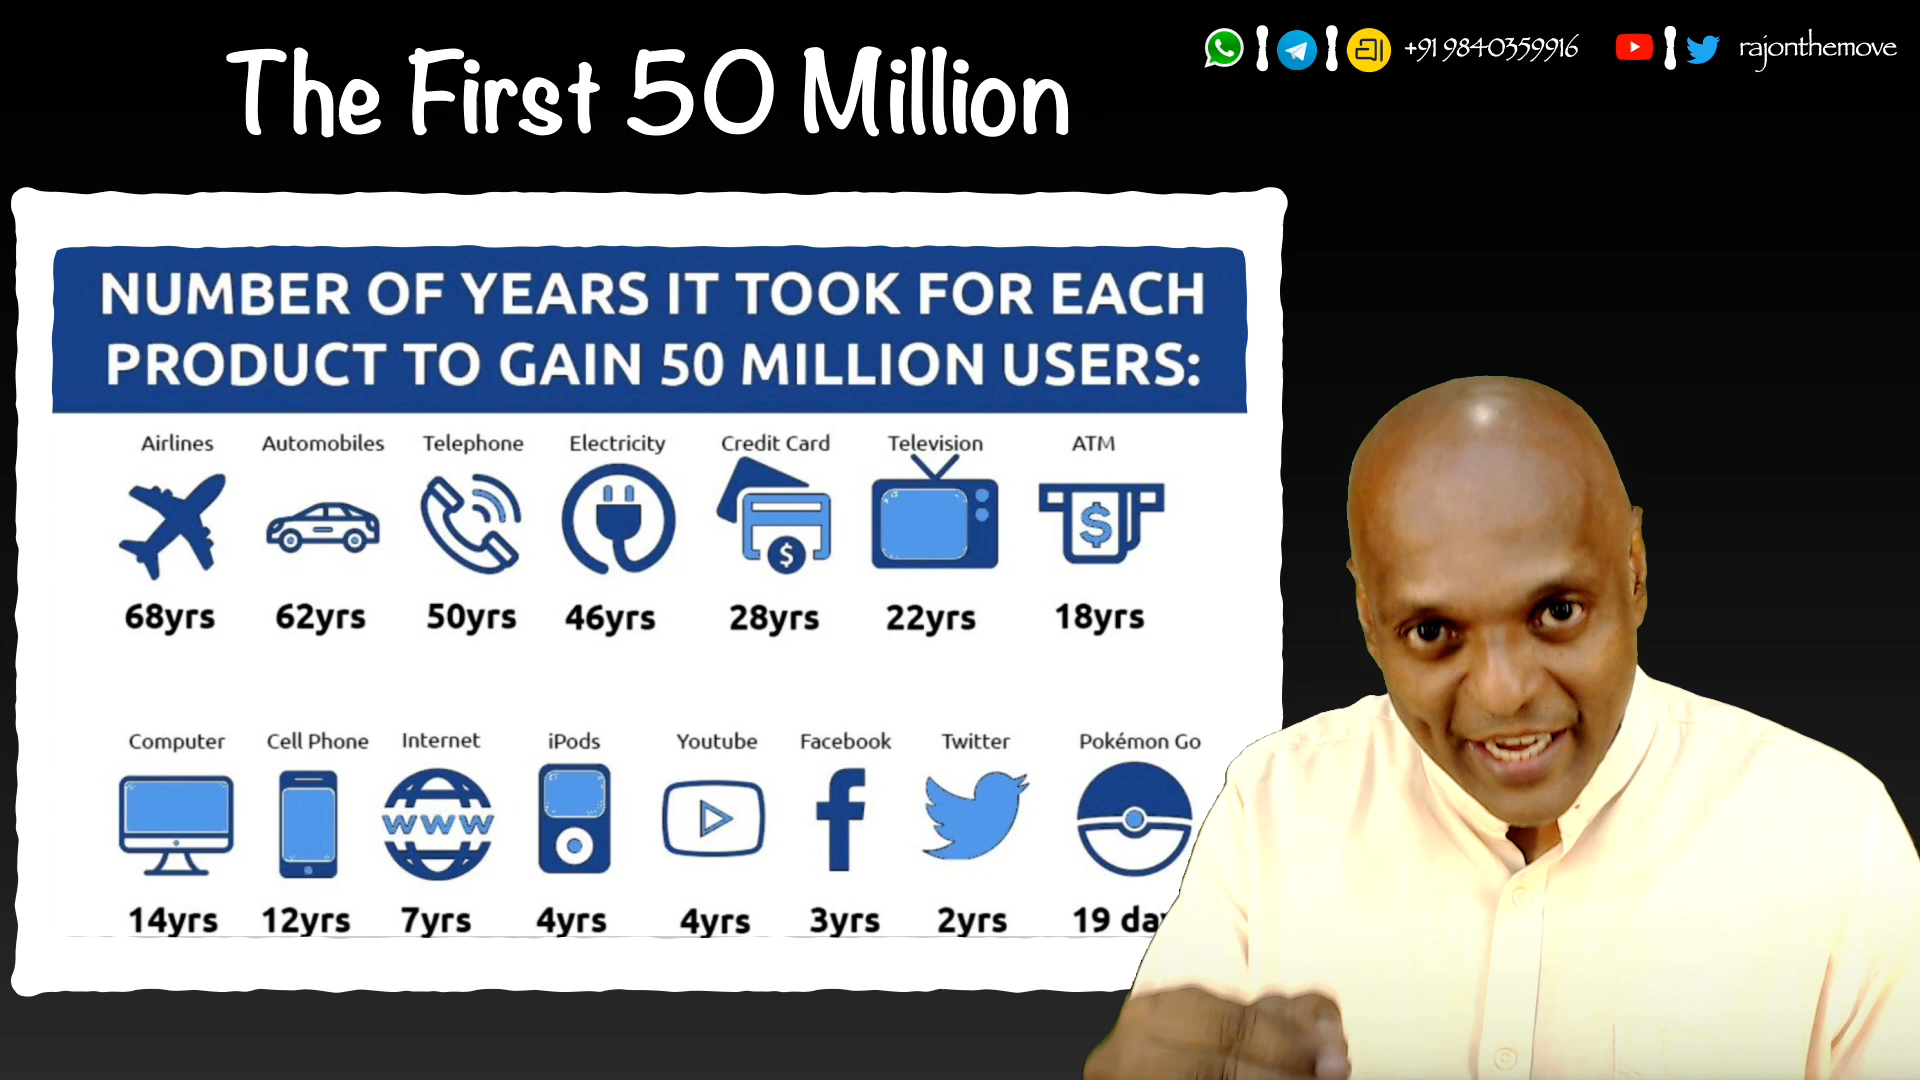 The First 50 Million
+91 9840359916 rajonthemove
NUMBER OF YEARS IT TOOK FOR EACH
PRODUCT TO GAIN 50 MILLION USERS:
Airlines Automobiles Telephone Electricity Credit Card Television ATM
$ $
68yrs 62yrs 50yrs 46yrs 28yrs 22yrs 18yrs
Computer Cell Phone Internet iPods Youtube Facebook Twitter Pokémon Go
www f
14yrs 12yrs 7yrs 4yrs 4yrs 3yrs 2yrs 19